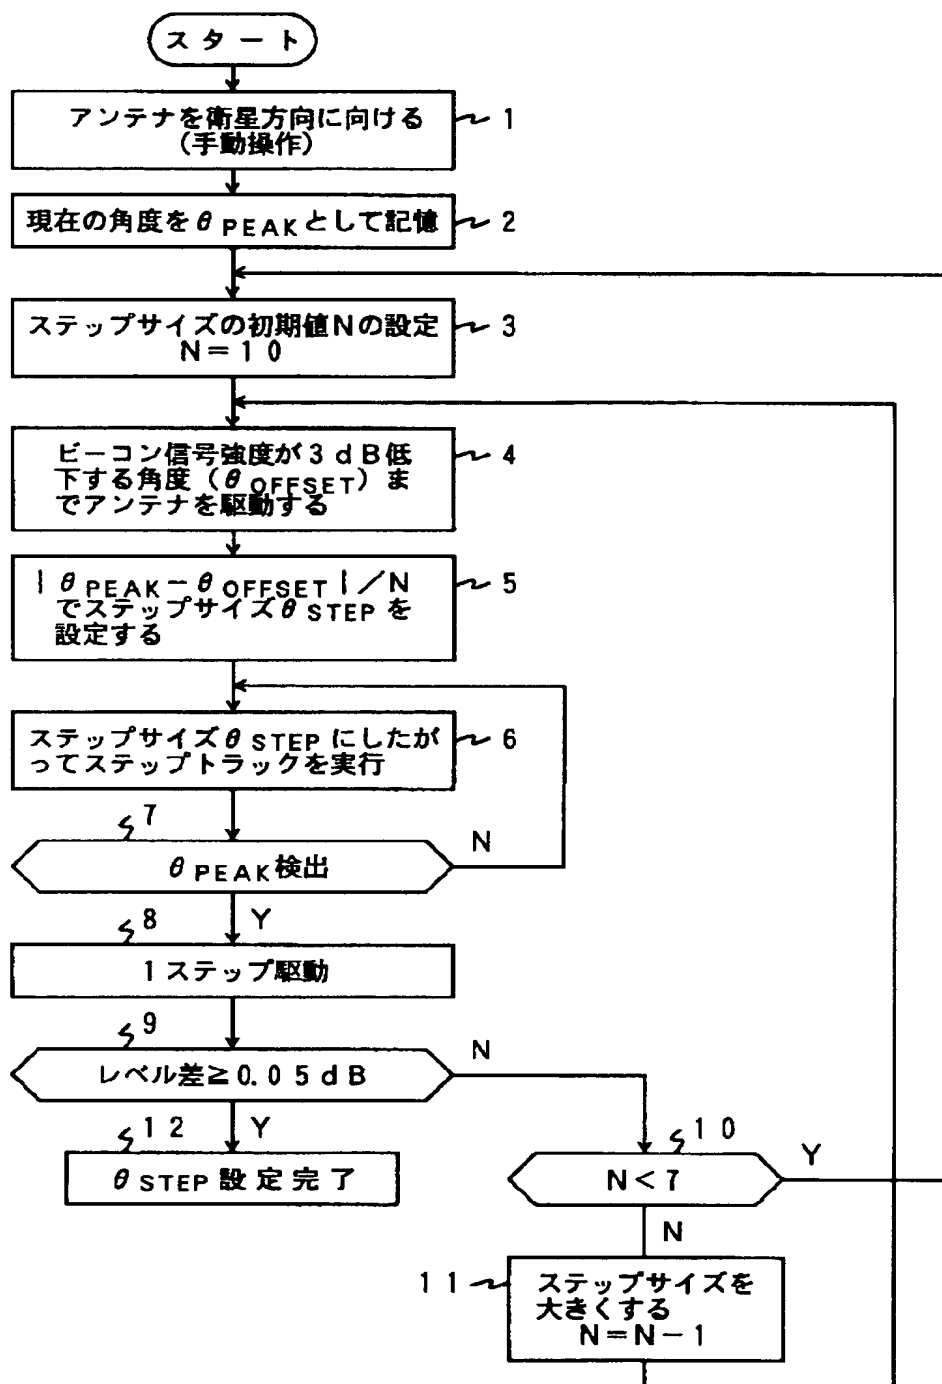 スタート
アンテナを衛星方向に向ける
(手動操作)
1
現在の角度をθPEAKとして記憶
2
ステップサイズの初期値Nの設定
N=10
3
ビーコン信号強度が3dB低
下する角度(θOFFSET)ま
でアンテナを駆動する
4
|θPEAK−θOFFSET|/N
でステップサイズθSTEPを
設定する
5
ステップサイズθSTEPにしたが
ってステップトラックを実行
6
7
θPEAK検出
N
Y
8
1ステップ駆動
9
レベル差≧0.05dB
N
Y
12
θSTEP設定完了
10
N<7
Y
N
11
ステップサイズを
大きくする
N=N−1